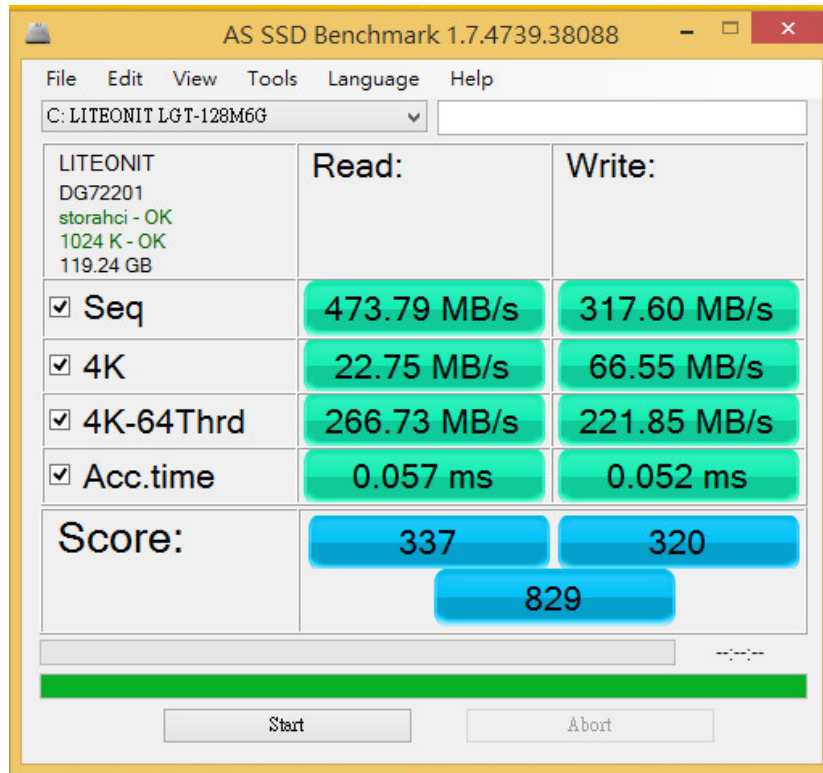 AS SSD Benchmark 1.7.4739.38088
File Edit View Tools Language Help
C: LITEONIT LGT-128M6G
LITEONIT
DG72201
storahci - OK
1024 K - OK
119.24 GB
Read: Write:
Seq 473.79 MB/s 317.60 MB/s
4K 22.75 MB/s 66.55 MB/s
4K-64Thrd 266.73 MB/s 221.85 MB/s
Acc.time 0.057 ms 0.052 ms
Score: 337 320
829
--:--:--
Start Abort